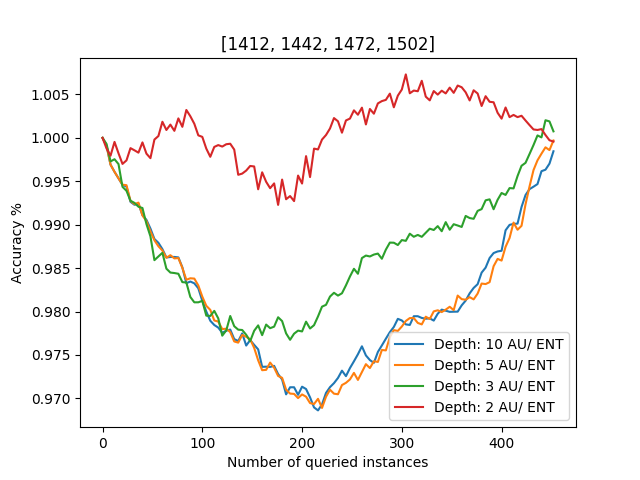 [1412, 1442, 1472, 1502]
Accuracy %
1.005
1.000
0.995
0.990
0.985
0.980
0.975
0.970
Depth: 10 AU/ ENT
Depth: 5 AU/ ENT
Depth: 3 AU/ ENT
Depth: 2 AU/ ENT
0 100 200 300 400
Number of queried instances